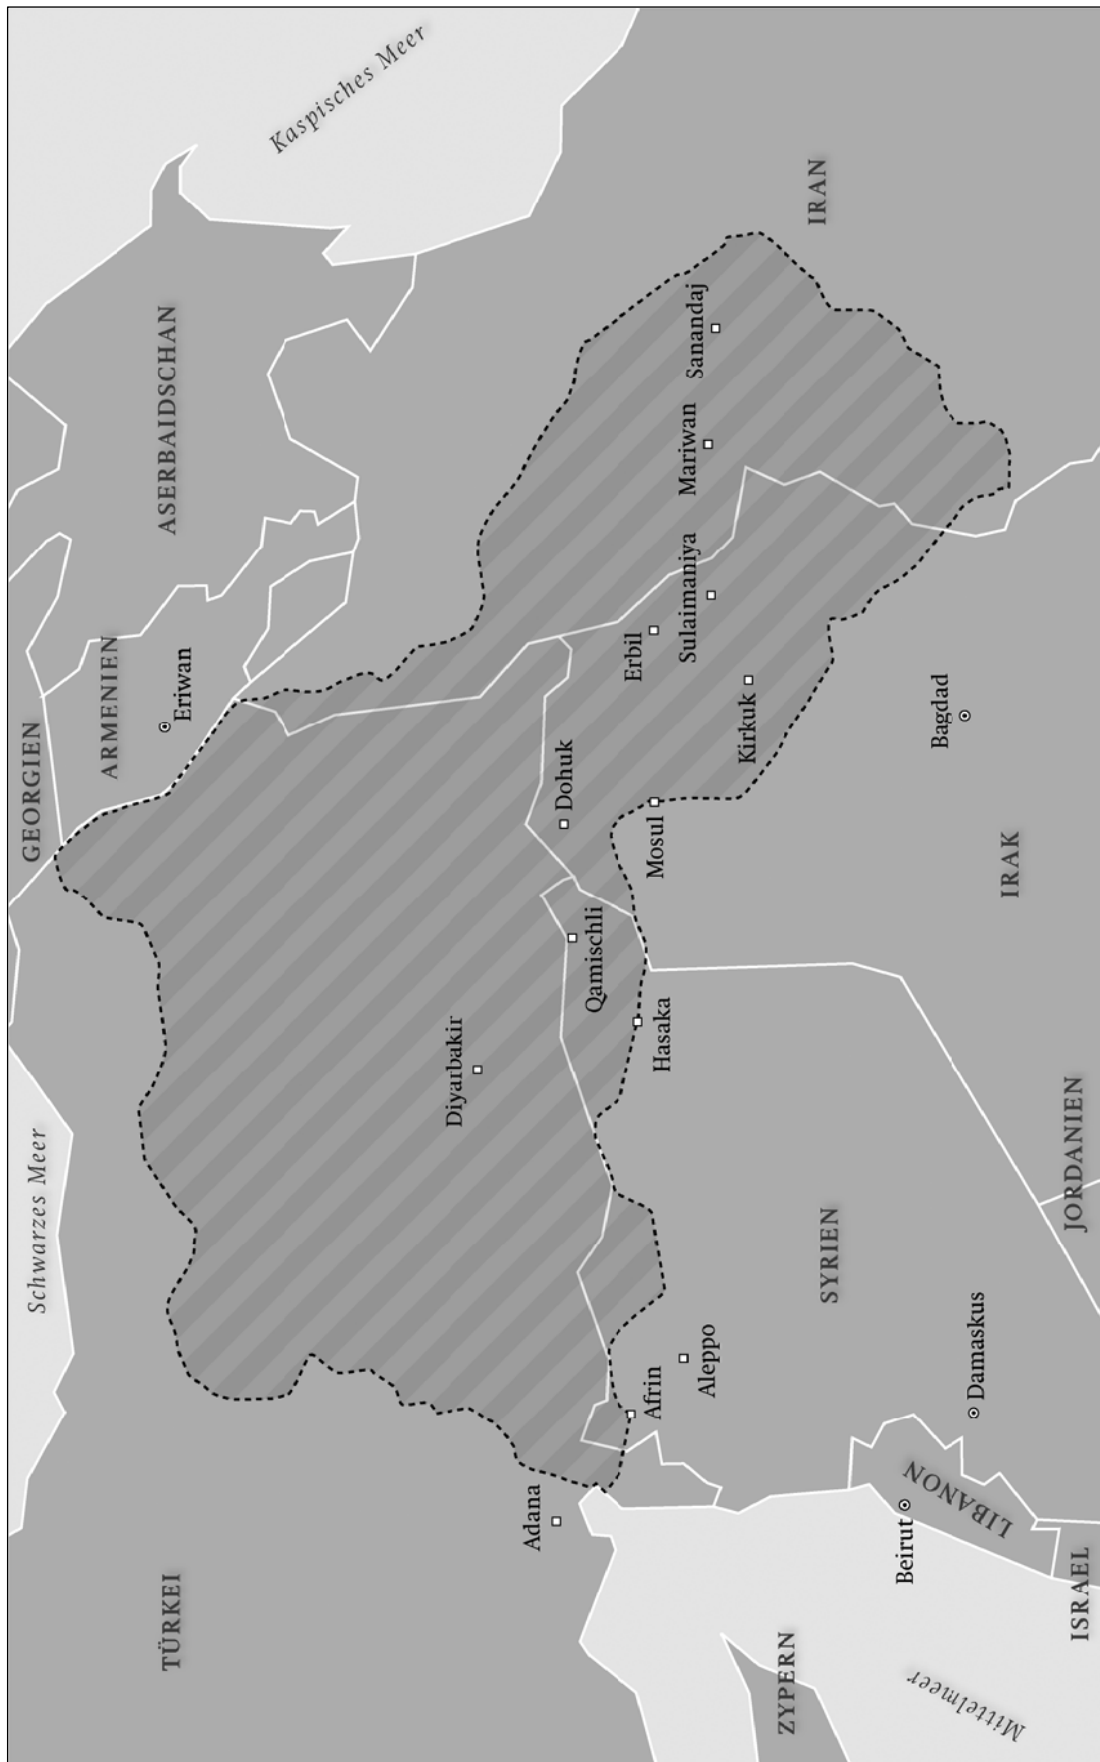 Schwarzes Meer
GEORGIEN
Kaspisches Meer
ARMENIEN
ASERBAIDSCHAN
Eriwan
TÜRKEI
Diyarbakir
Adana
Dohuk
Qamischli
Erbil
Hasaka
Mosul
Afrin
Sulaimaniya
Mariwan
Sanandaj
Aleppo
Kirkuk
IRAN
ZYPERN
SYRIEN
Beirut
LIBANON
Bagdad
Damaskus
Mittelmeer
IRAK
ISRAEL
JORDANIEN